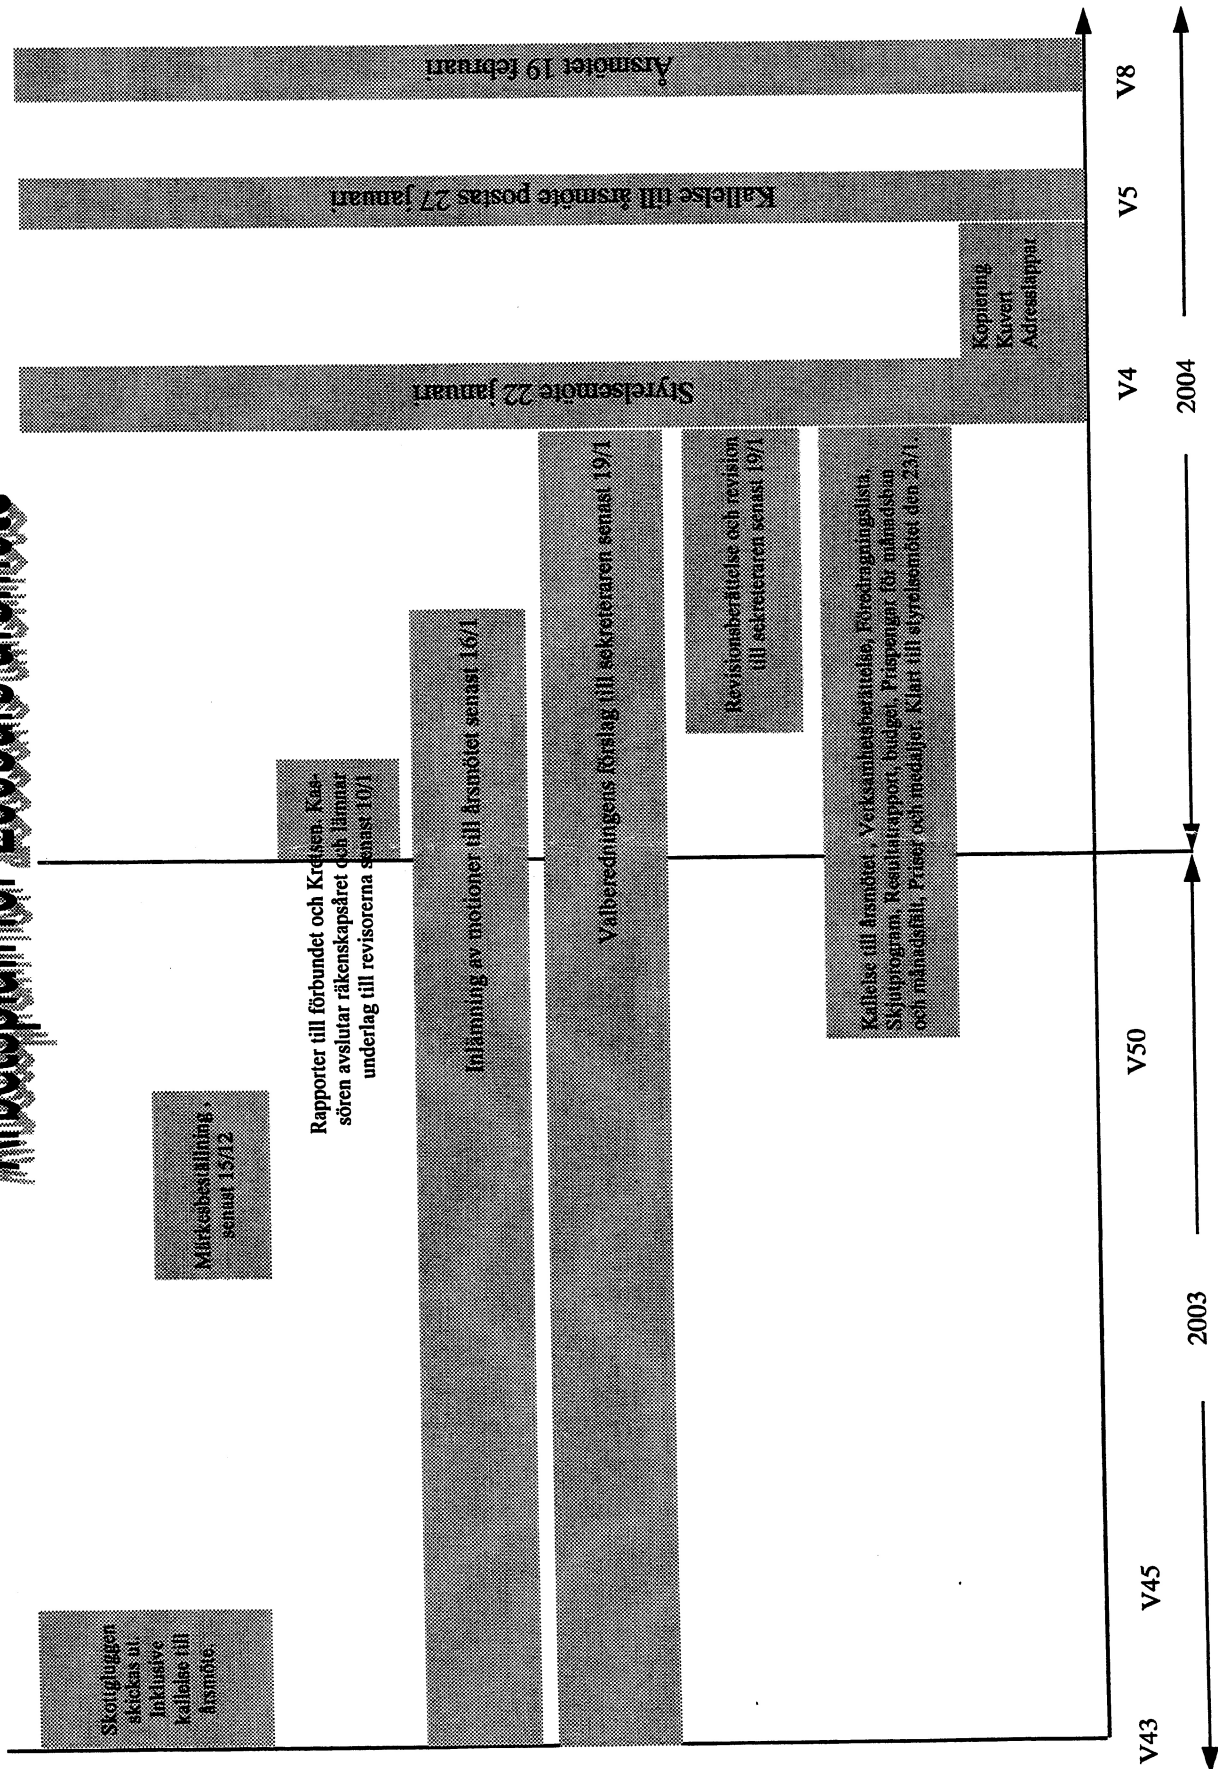 Arbetsplan för 2003års årsmöte
Skottgluggen
skickas ut.
Inklusive
kallelse till
årsmöte.
Märkesbeställning ,
senast 15/12
Rapporter till förbundet och Kretsen. Kas-
sören avslutar räkenskapsåret och lämnar
underlag till revisorerna senast 10/1
Inlämning av motioner till årsmötet senast 16/1
Valberedningens förslag till sekreteraren senast 19/1
Revisionsberättelse och revision
till sekreteraren senast 19/1
Kallelse till årsmötet , Verksamhetsberättelse, Föredragningslista,
Skjutprogram, Resultatrapport, budget, Prispengar för månadsban
och månadsfält, Priser och medaljer. Klart till styrelsemötet den 23/1.
Styrelsemöte 22 januari
Kopiering
Kuvert
Adresslappar
Kallelse till årsmöte postas 27 januari
Årsmötet 19 februari
V43
V45
V50
V4
V5
V8
2003
2004